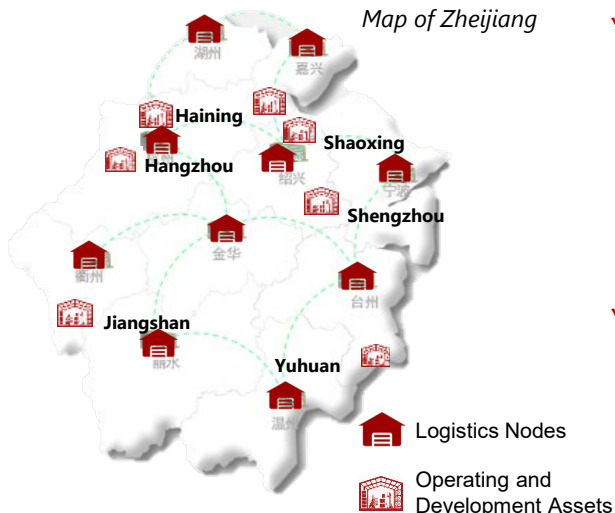 Map of Zheijiang
湖州
嘉兴
Haining
Hangzhou
Shaoxing
绍兴
宁波
Shengzhou
金华
衢州
台州
Jiangshan
丽水
Yuhuan
温州
Logistics Nodes
Operating and
Development Assets